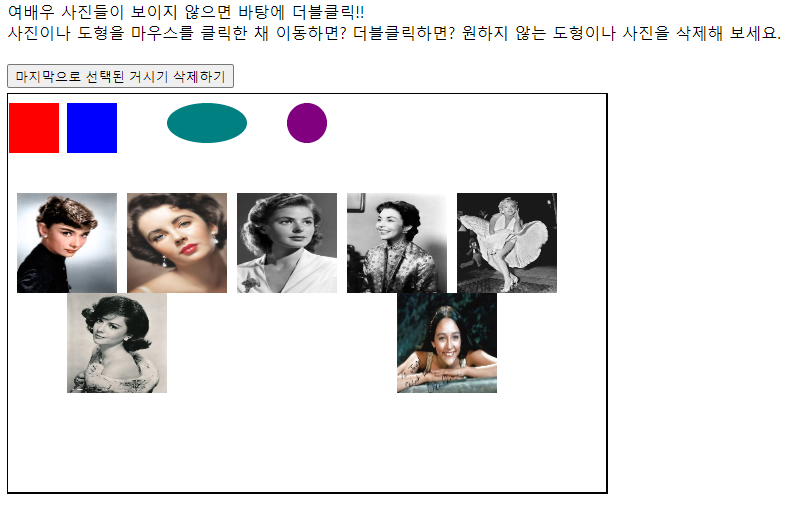 여배우 사진들이 보이지 않으면 바탕에 더블클릭!!
사진이나 도형을 마우스를 클릭한 채 이동하면? 더블클릭하면? 원하지 않는 도형이나 사진을 삭제해 보세요.
마지막으로 선택된 거시기 삭제하기